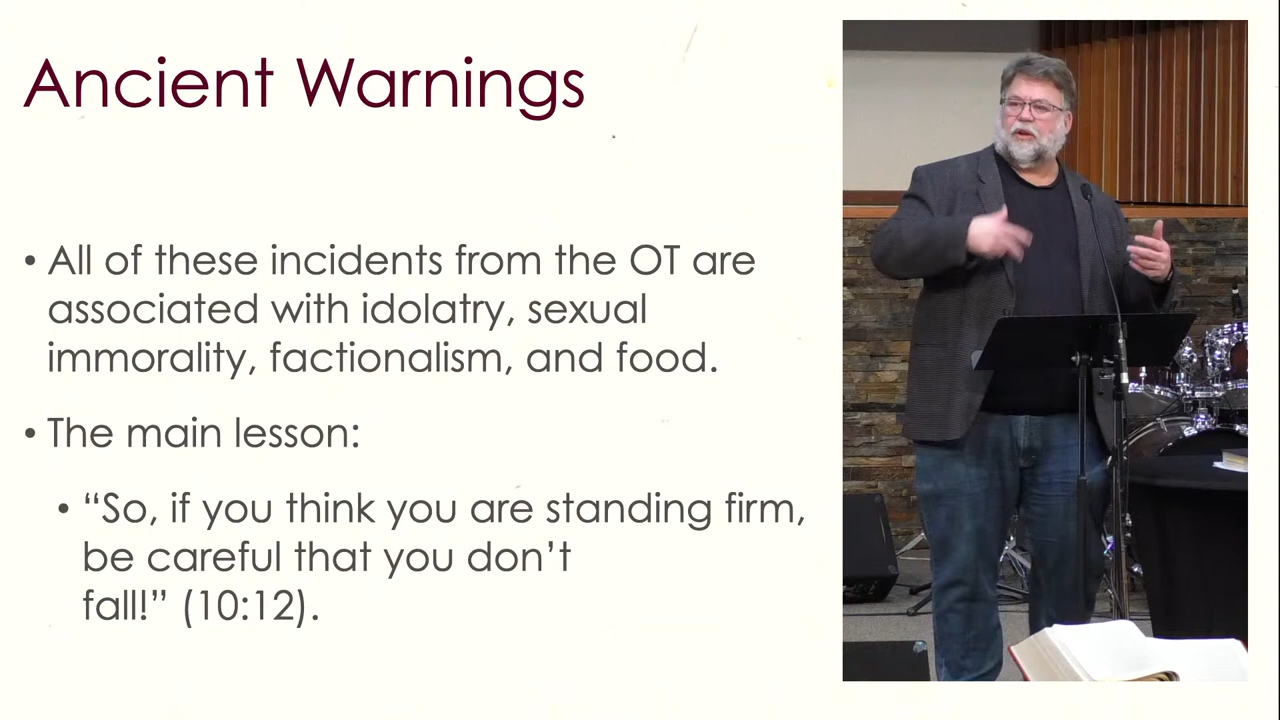 Ancient Warnings
• All of these incidents from the OT are
associated with idolatry, sexual
immorality, factionalism, and food.
• The main lesson:
• “So, if you think you are standing firm,
be careful that you don’t
fall!” (10:12).